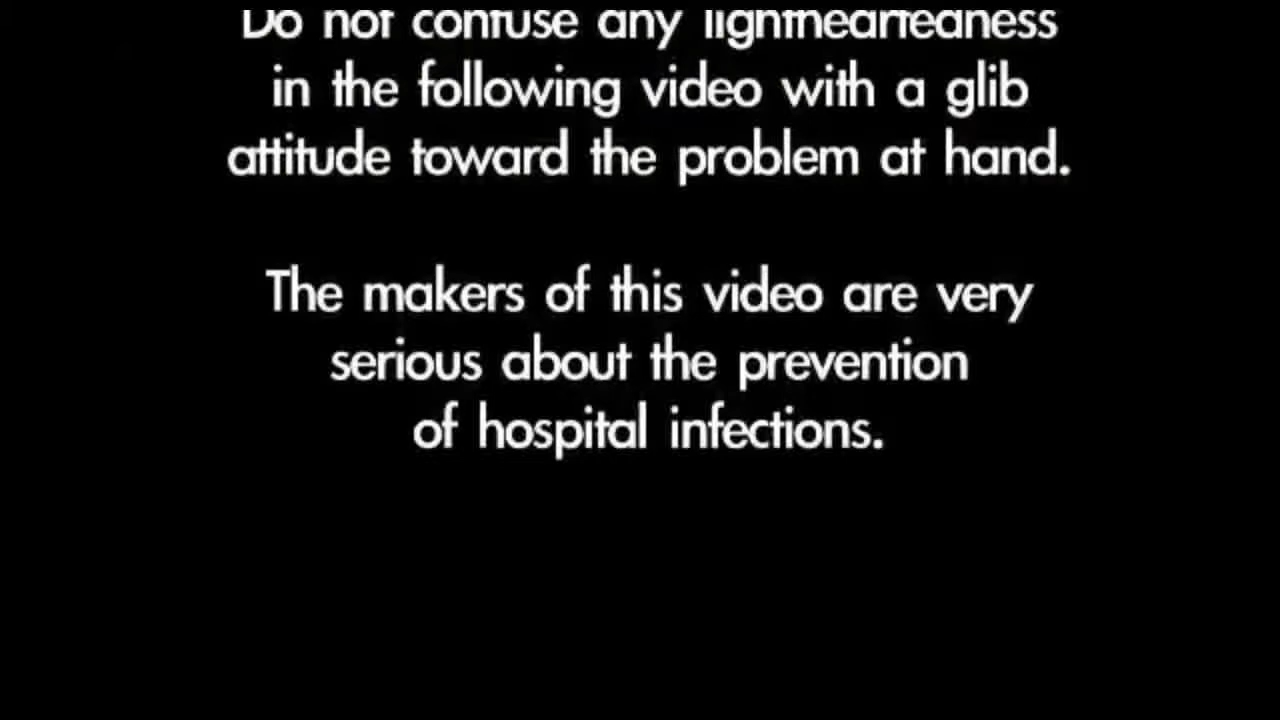 Do not confuse any lightheartedness
in the following video with a glib
attitude toward the problem at hand.
The makers of this video are very
serious about the prevention
of hospital infections.